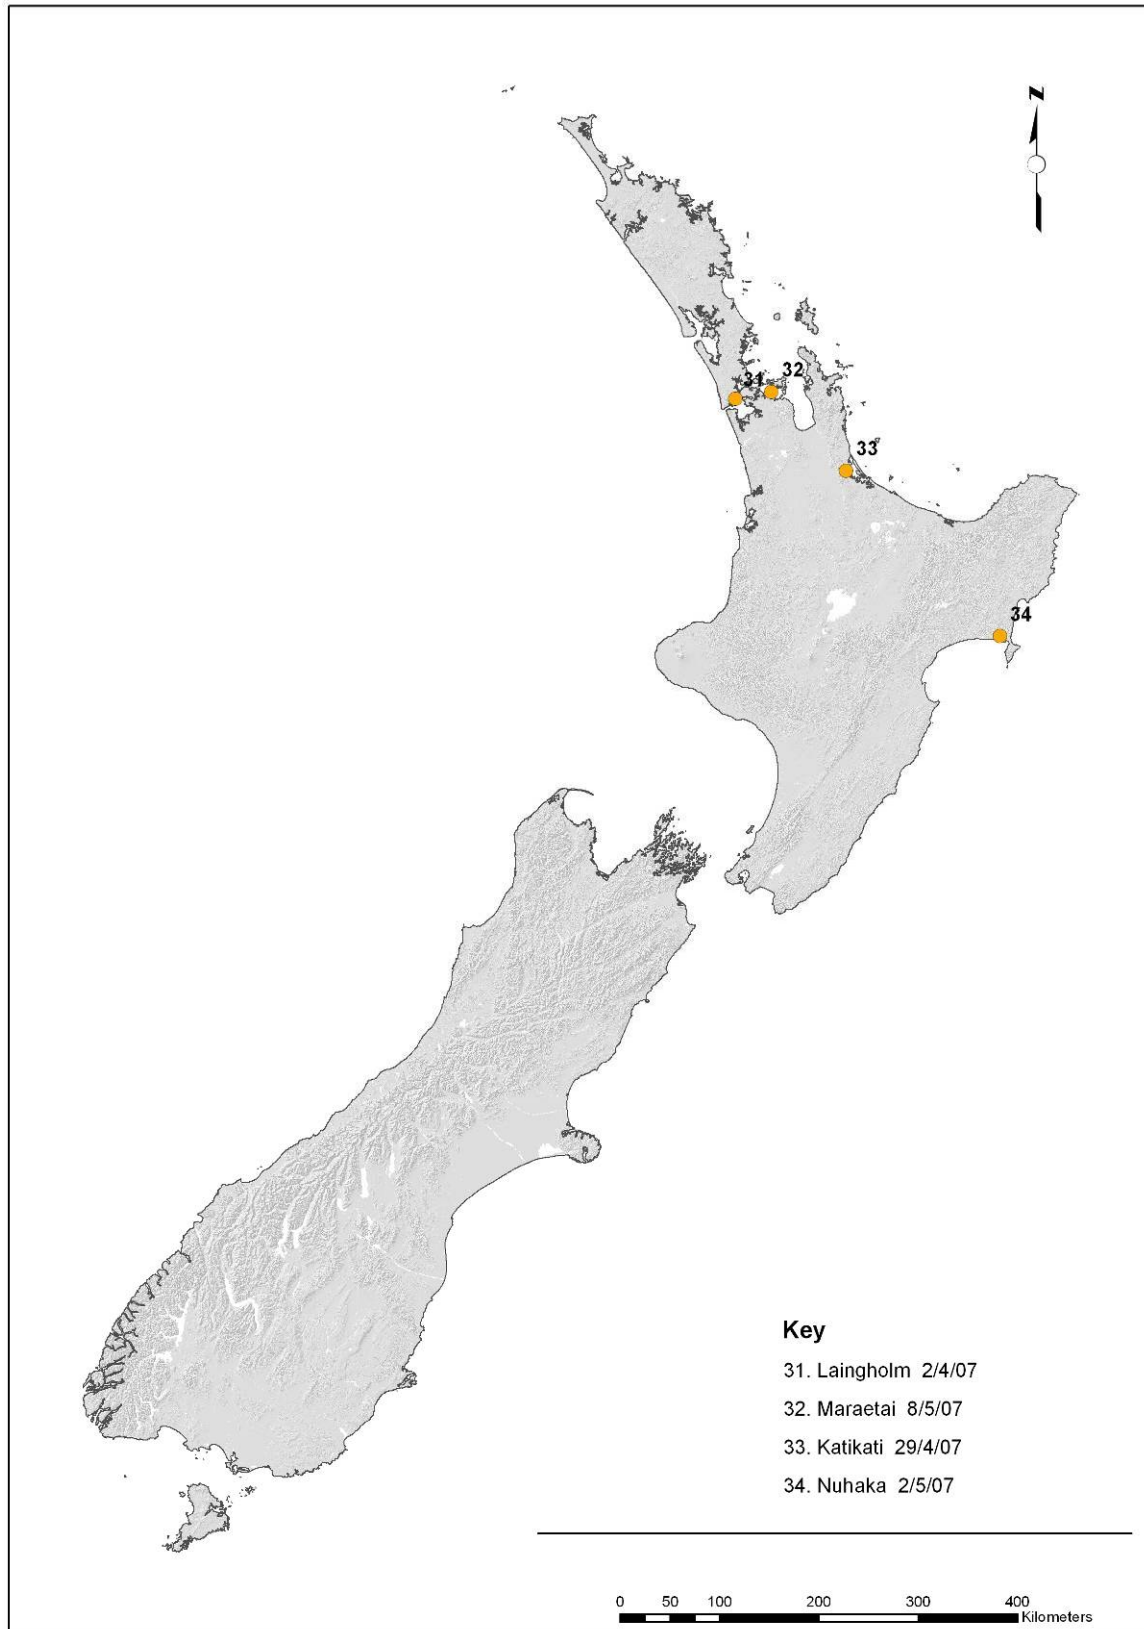 N
31
32
33
34
Key
31. Laingholm 2/4/07
32. Maraetai 8/5/07
33. Katikati 29/4/07
34. Nuhaka 2/5/07
0 50 100 200 300 400
Kilometers